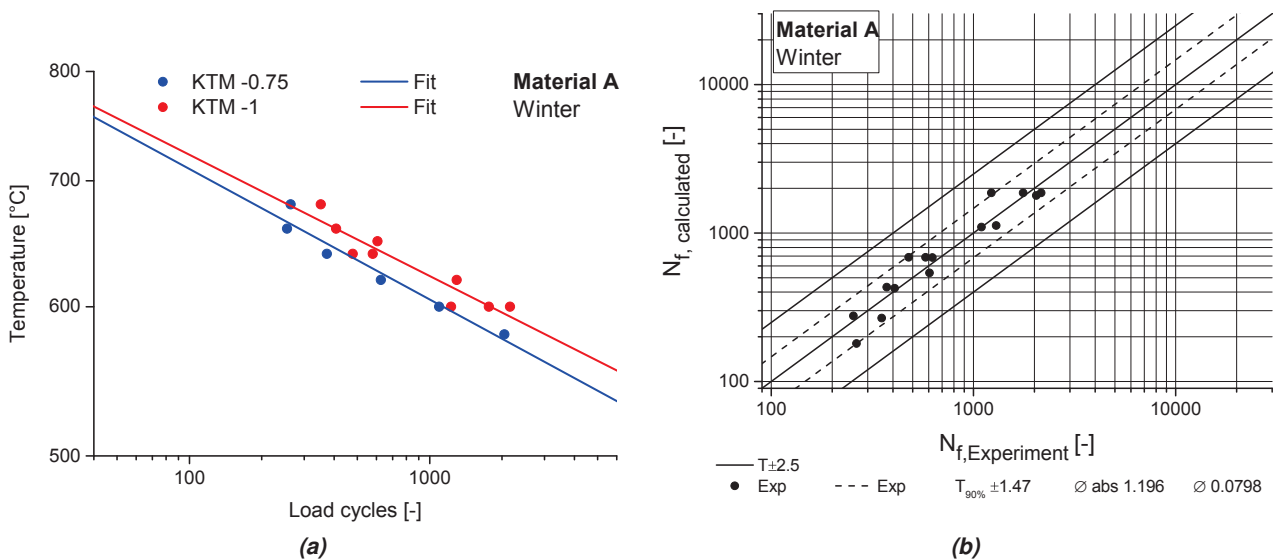 800
700
600
500
Temperature [°C]
100
1000
Load cycles [-]
KTM -0.75
KTM -1
Fit
Fit
Material A
Winter
(a)
Material A
Winter
10000
1000
100
N_f, calculated [-]
100
1000
10000
N_f,Experiment [-]
T±2.5
Exp
Exp
T_90% ±1.47
∅ abs 1.196
∅ 0.0798
(b)